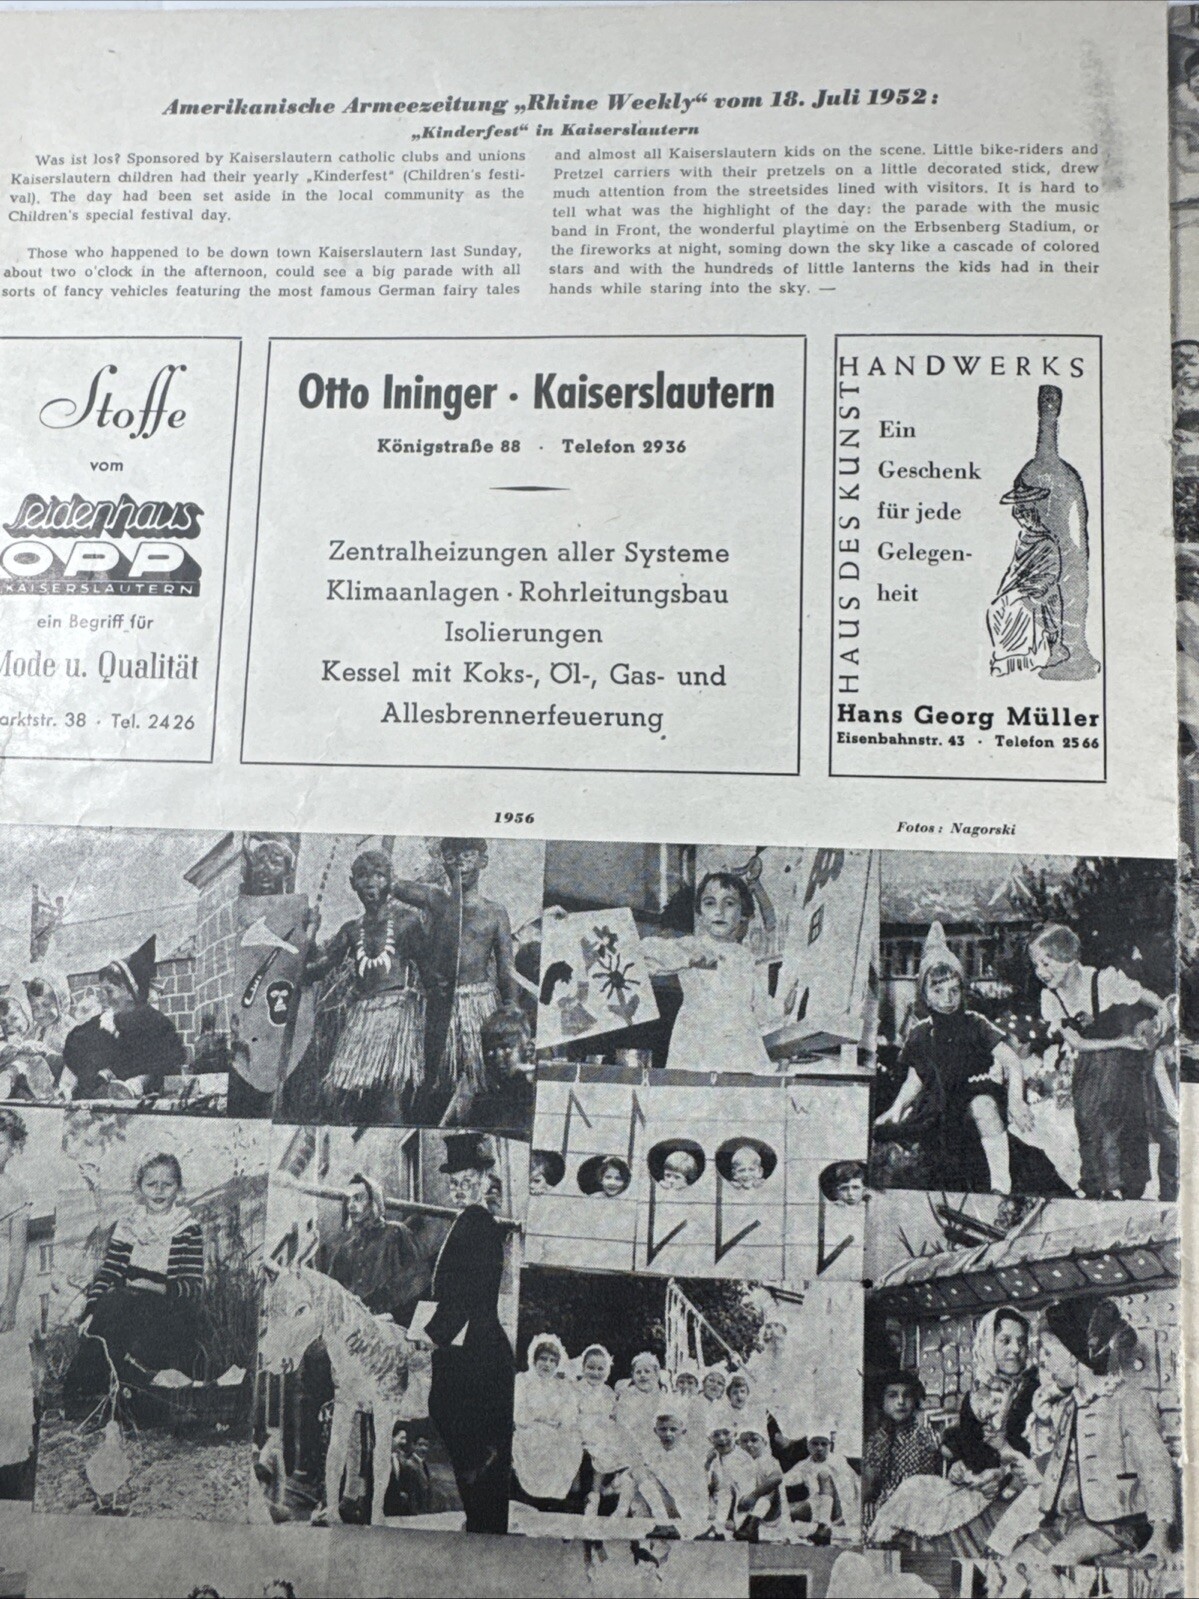 Amerikanische Armeezeitung „Rhine Weekly“ vom 18. Juli 1952:
„Kinderfest“ in Kaiserslautern
Was ist los? Sponsored by Kaiserslautern catholic clubs and unions
Kaiserslautern children had their yearly „Kinderfest“ (Children's festi-
val). The day had been set aside in the local community as the
Children's special festival day.
Those who happened to be down town Kaiserslautern last Sunday,
about two o'clock in the afternoon, could see a big parade with all
sorts of fancy vehicles featuring the most famous German fairy tales
and almost all Kaiserslautern kids on the scene. Little bike-riders and
Pretzel carriers with their pretzels on a little decorated stick, drew
much attention from the streetsides lined with visitors. It is hard to
tell what was the highlight of the day: the parade with the music
band in Front, the wonderful playtime on the Erbsenberg Stadium, or
the fireworks at night, soming down the sky like a cascade of colored
stars and with the hundreds of little lanterns the kids had in their
hands while staring into the sky. —
Stoffe
vom
Seidenhaus
OPP
KAISERSLAUTERN
ein Begriff für
Mode u. Qualität
arktstr. 38 · Tel. 2426
Otto Ininger · Kaiserslautern
Königstraße 88 · Telefon 2936
Zentralheizungen aller Systeme
Klimaanlagen · Rohrleitungsbau
Isolierungen
Kessel mit Koks-, Öl-, Gas- und
Allesbrennerfeuerung
HAUS DES KUNST
HANDWERKS
Ein
Geschenk
für jede
Gelegen-
heit
Hans Georg Müller
Eisenbahnstr. 43 · Telefon 2566
1956
Fotos: Nagorski